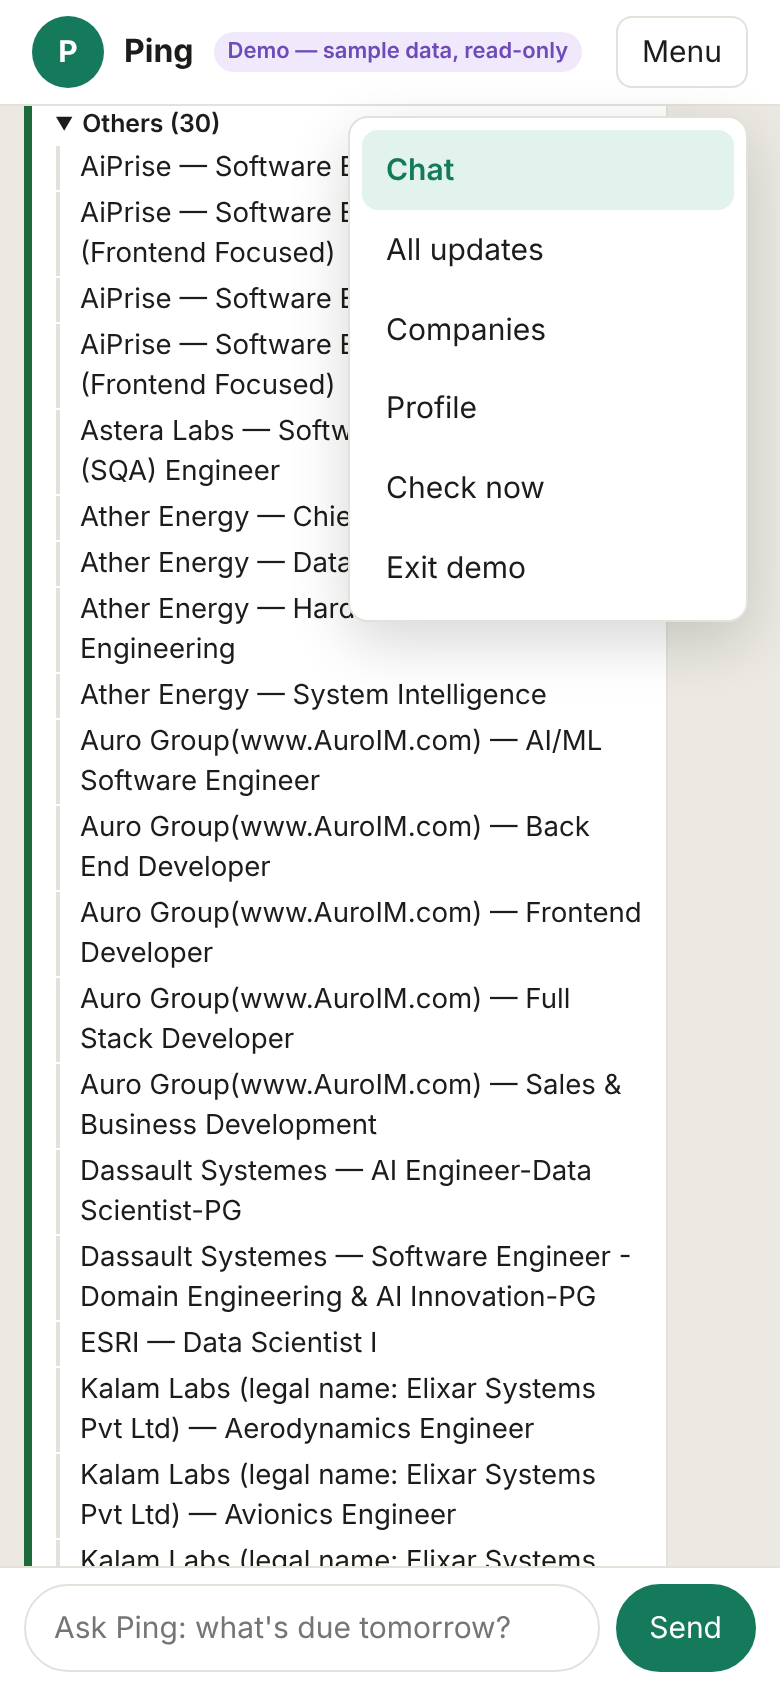 P
Ping
Demo — sample data, read-only
Menu
▼ Others (30)
AiPrise — Software
AiPrise — Software
(Frontend Focused)
AiPrise — Software
AiPrise — Software
(Frontend Focused)
Astera Labs — Softw
(SQA) Engineer
Ather Energy — Chie
Ather Energy — Data
Ather Energy — Hard
Engineering
Ather Energy — System Intelligence
Auro Group(www.AuroIM.com) — AI/ML
Software Engineer
Auro Group(www.AuroIM.com) — Back
End Developer
Auro Group(www.AuroIM.com) — Frontend
Developer
Auro Group(www.AuroIM.com) — Full
Stack Developer
Auro Group(www.AuroIM.com) — Sales &
Business Development
Dassault Systemes — AI Engineer-Data
Scientist-PG
Dassault Systemes — Software Engineer -
Domain Engineering & AI Innovation-PG
ESRI — Data Scientist I
Kalam Labs (legal name: Elixar Systems
Pvt Ltd) — Aerodynamics Engineer
Kalam Labs (legal name: Elixar Systems
Pvt Ltd) — Avionics Engineer
Kalam Labs (legal name: Elixar Systems
Chat
All updates
Companies
Profile
Check now
Exit demo
Ask Ping: what's due tomorrow?
Send